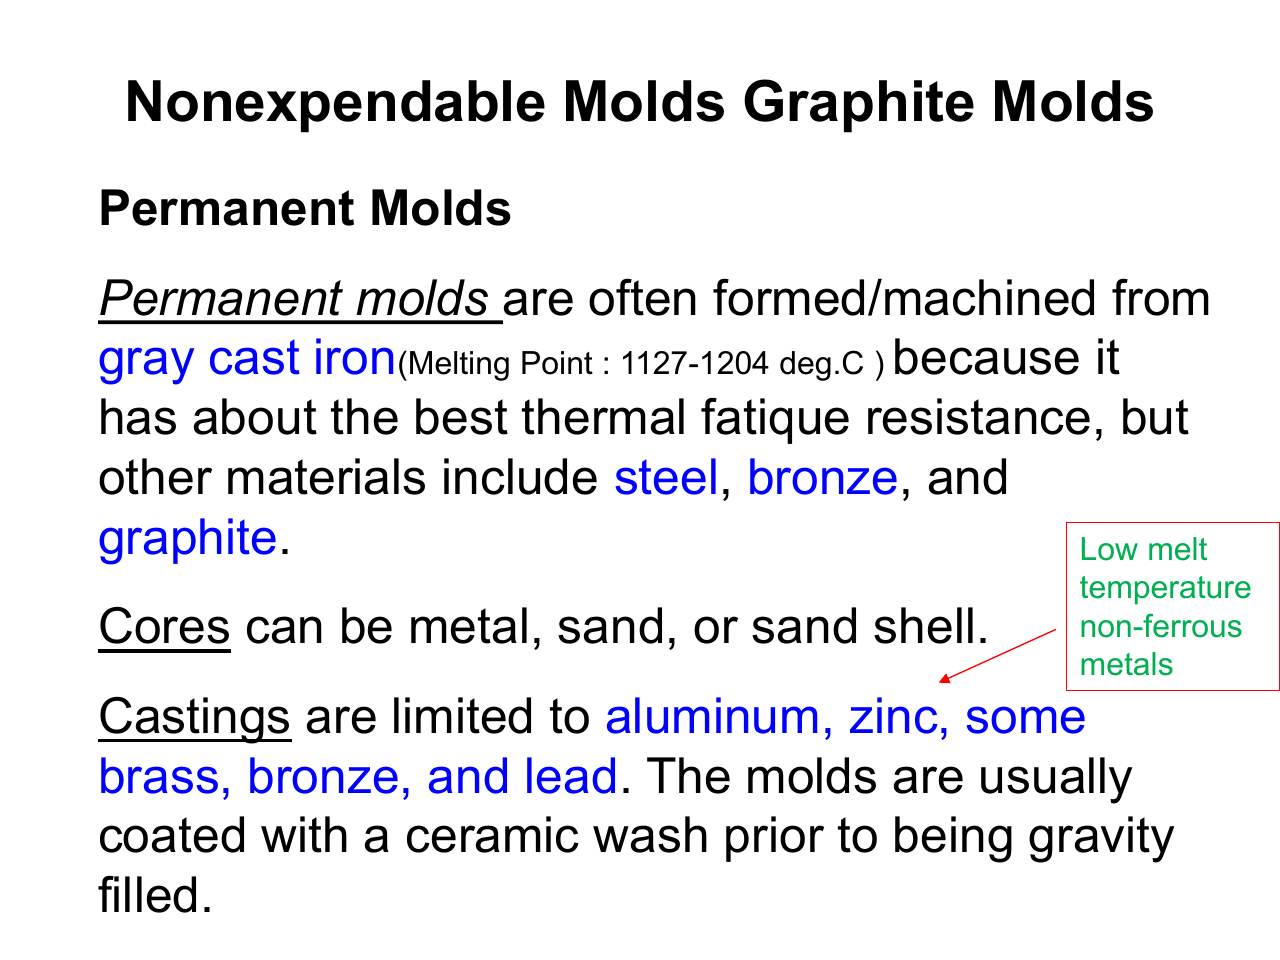 Nonexpendable Molds Graphite Molds
Permanent Molds
Permanent molds are often formed/machined from
gray cast iron(Melting Point : 1127-1204 deg.C ) because it
has about the best thermal fatique resistance, but
other materials include steel, bronze, and
graphite.
Low melt
temperature
non-ferrous
metals
Cores can be metal, sand, or sand shell.
Castings are limited to aluminum, zinc, some
brass, bronze, and lead. The molds are usually
coated with a ceramic wash prior to being gravity
filled.